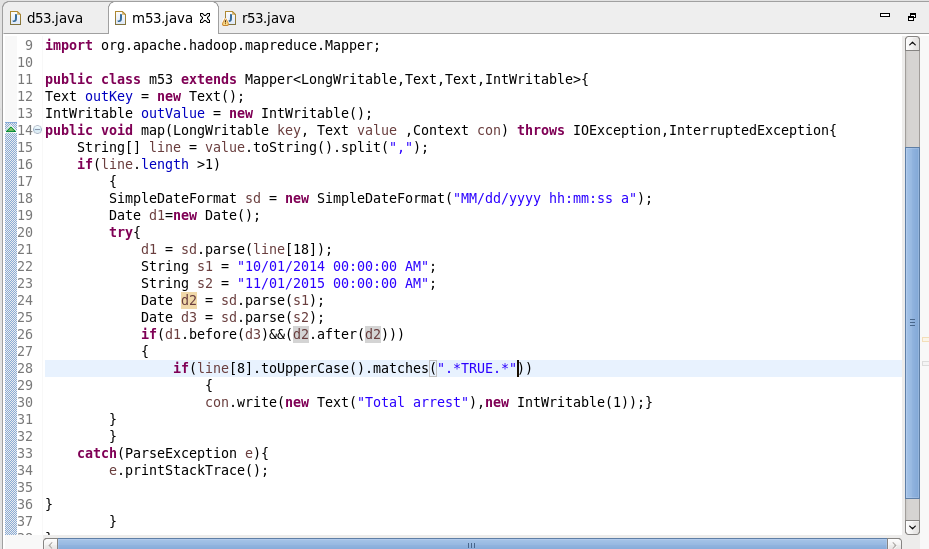 d53.java m53.java r53.java
9 import org.apache.hadoop.mapreduce.Mapper;
10
11 public class m53 extends Mapper<LongWritable,Text,Text,IntWritable>{
12 Text outKey = new Text();
13 IntWritable outValue = new IntWritable();
14 public void map(LongWritable key, Text value ,Context con) throws IOException,InterruptedException{
15 String[] line = value.toString().split(",");
16 if(line.length >1)
17 {
18 SimpleDateFormat sd = new SimpleDateFormat("MM/dd/yyyy hh:mm:ss a");
19 Date d1=new Date();
20 try{
21 d1 = sd.parse(line[18]);
22 String s1 = "10/01/2014 00:00:00 AM";
23 String s2 = "11/01/2015 00:00:00 AM";
24 Date d2 = sd.parse(s1);
25 Date d3 = sd.parse(s2);
26 if(d1.before(d3)&&(d2.after(d2)))
27 {
28 if(line[8].toUpperCase().matches(".*TRUE.*"))
29 {
30 con.write(new Text("Total arrest"),new IntWritable(1));}
31 }
32 }
33 catch(ParseException e){
34 e.printStackTrace();
35
36 }
37 }